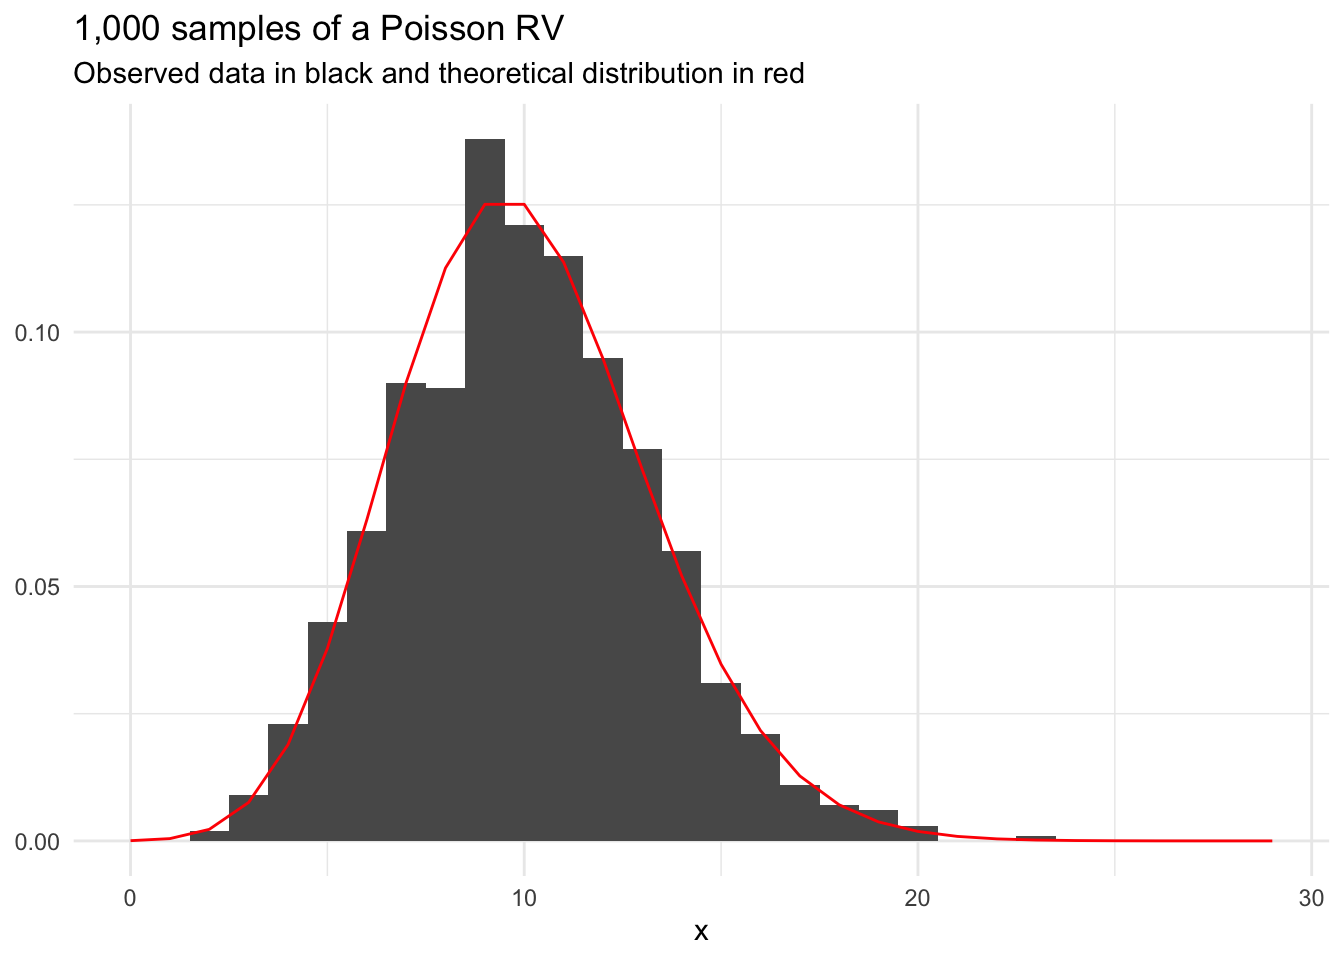 1,000 samples of a Poisson RV
Observed data in black and theoretical distribution in red
0.10
0.05
0.00
0 10 20 30
x